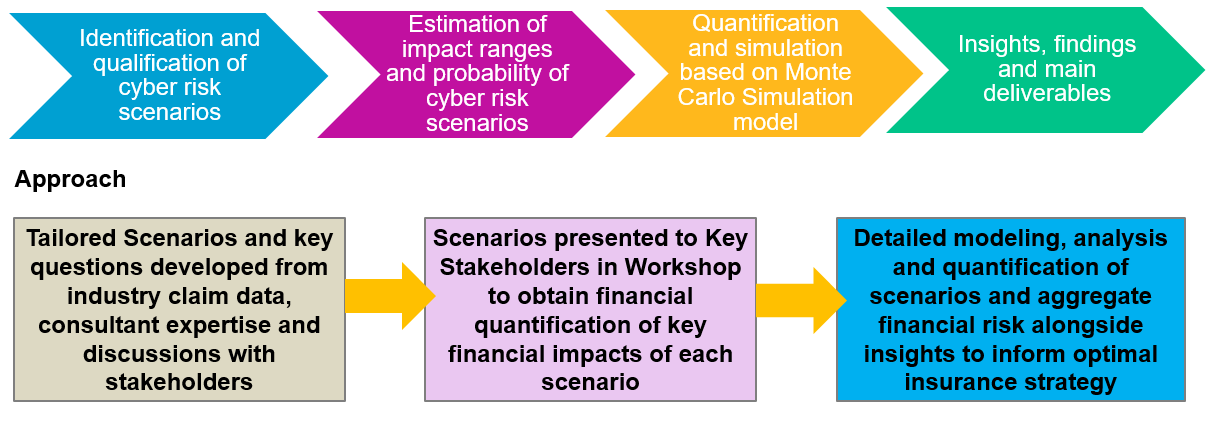 Identification and
qualification of
cyber risk
scenarios
Estimation of
impact ranges
and probability of
cyber risk
scenarios
Quantification
and simulation
based on Monte
Carlo Simulation
model
Insights, findings
and main
deliverables
Approach
Tailored Scenarios and key
questions developed from
industry claim data,
consultant expertise and
discussions with
stakeholders
Scenarios presented to Key
Stakeholders in Workshop
to obtain financial
quantification of key
financial impacts of each
scenario
Detailed modeling, analysis
and quantification of
scenarios and aggregate
financial risk alongside
insights to inform optimal
insurance strategy